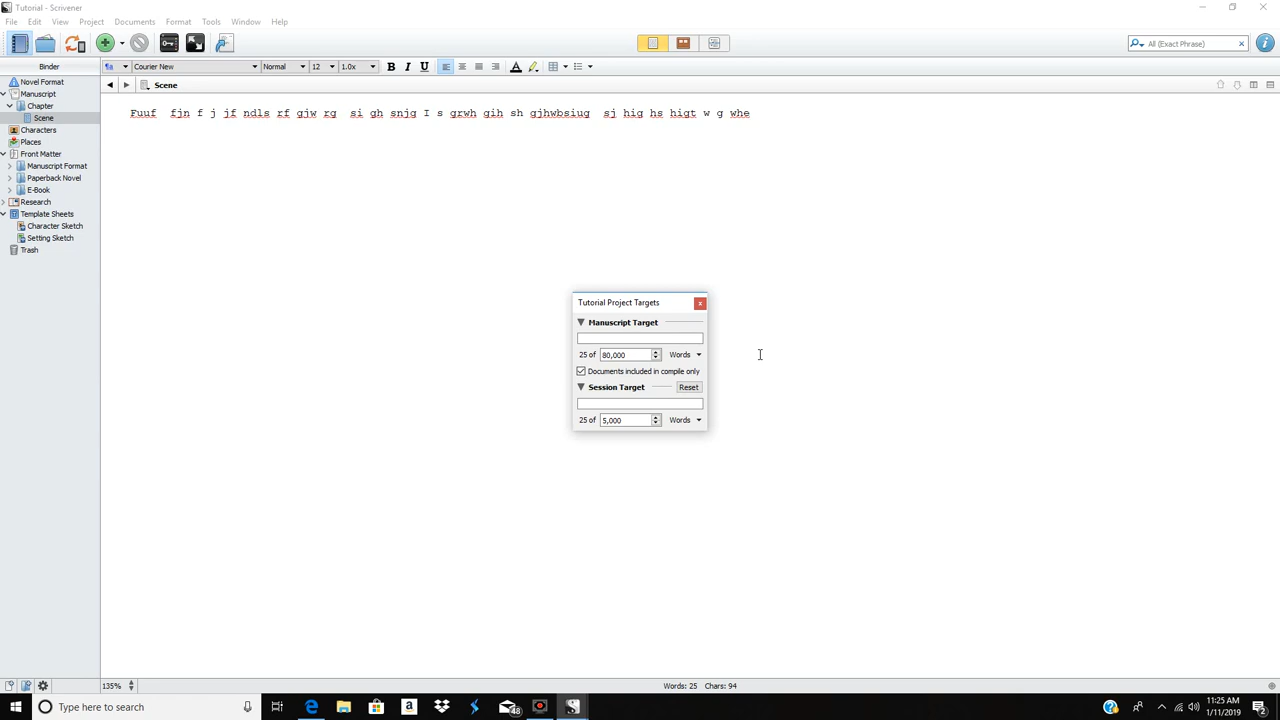 Tutorial - Scrivener
File Edit View Project Documents Format Tools Window Help
All (Exact Phrase)
Binder
Courier New Normal 12 1.0x B I U A
Novel Format
Manuscript
Chapter
Scene
Characters
Places
Front Matter
Manuscript Format
Paperback Novel
E-Book
Research
Template Sheets
Character Sketch
Setting Sketch
Trash
Scene
Fuuf fjn f j jf ndls rf gjw rg si gh snjg I s grwh gih sh gjhwbsiug sj hig hs higt w g whe
Tutorial Project Targets
Manuscript Target
25 of 80,000 Words
Documents included in compile only
Session Target Reset
25 of 5,000 Words
135% Words: 25 Chars: 94
Type here to search
48
11:25 AM
1/11/2019
2